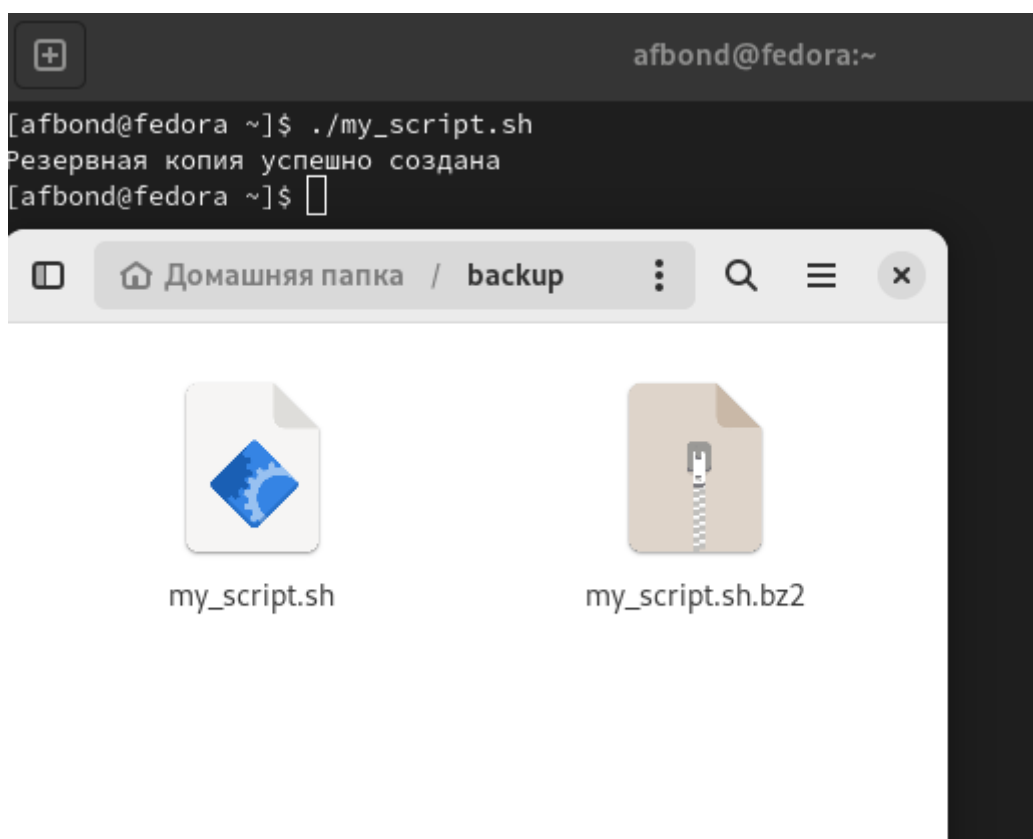 afbond@fedora:~
[afbond@fedora ~]$ ./my_script.sh
Резервная копия успешно создана
[afbond@fedora ~]$
Домашняя папка / backup
my_script.sh
my_script.sh.bz2